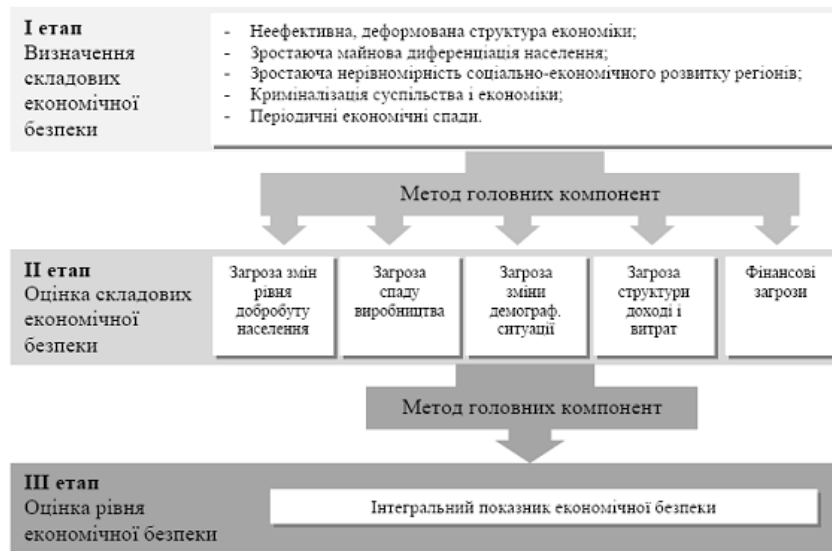 І етап
Визначення
складових
економічної
безпеки
- Неефективна, деформована структура економіки;
- Зростаюча майнова диференціація населення;
- Зростаюча нерівномірність соціально-економічного розвитку регіонів;
- Криміналізація суспільства і економіки;
- Періодичні економічні спади.
Метод головних компонент
ІІ етап
Оцінка складових
економічної
безпеки
Загроза змін
рівня
добробуту
населення
Загроза
спаду
виробництва
Загроза
зміни
демограф.
ситуації
Загроза
структури
доході і
витрат
Фінансові
загрози
Метод головних компонент
ІІІ етап
Оцінка рівня
економічної безпеки
Інтегральний показник економічної безпеки